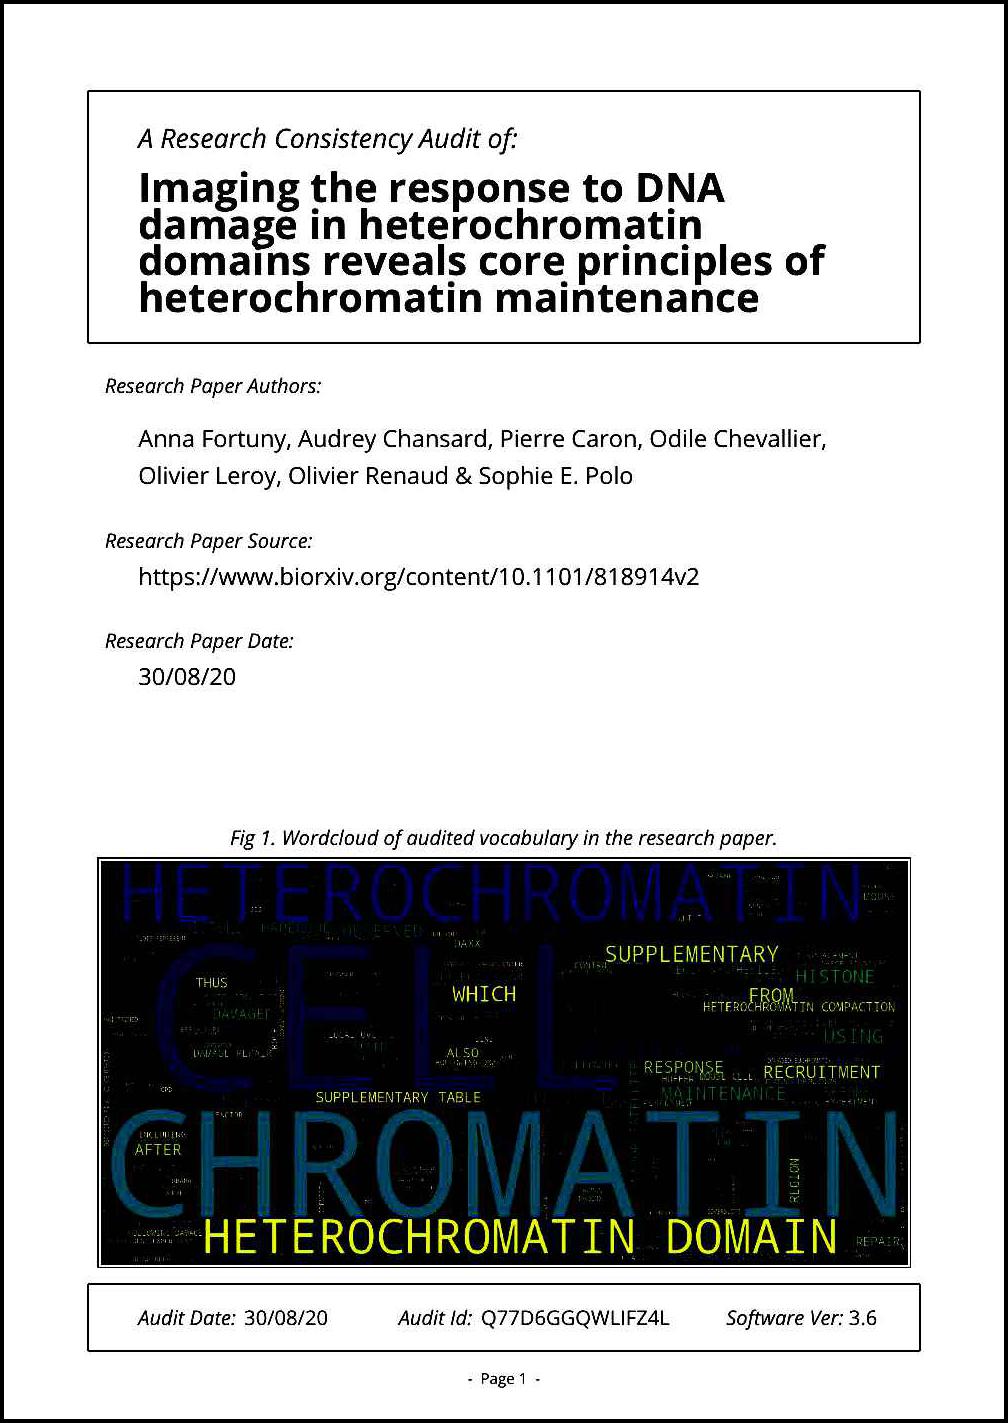 A Research Consistency Audit of:
Imaging the response to DNA
damage in heterochromatin
domains reveals core principles of
heterochromatin maintenance
Research Paper Authors:
Anna Fortuny, Audrey Chansard, Pierre Caron, Odile Chevallier,
Olivier Leroy, Olivier Renaud & Sophie E. Polo
Research Paper Source:
https://www.biorxiv.org/content/10.1101/818914v2
Research Paper Date:
30/08/20
Fig 1. Wordcloud of audited vocabulary in the research paper.
HETEROCHROMATIN
OBSERVED
DAXX
CELL
SUPPLEMENTARY
HISTONE
THUS
WHICH
FROM
HETEROCHROMATIN COMPACTION
DAMAGE
USING
ALSO
DAMAGE REPAIR
RESPONSE
RECRUITMENT
MAINTENANCE
SUPPLEMENTARY TABLE
CHROMATIN
INCLUDING
AFTER
REGION
HETEROCHROMATIN DOMAIN
REPAIR
Audit Date: 30/08/20 Audit Id: Q77D6GGQWLIFZ4L Software Ver: 3.6
- Page 1 -